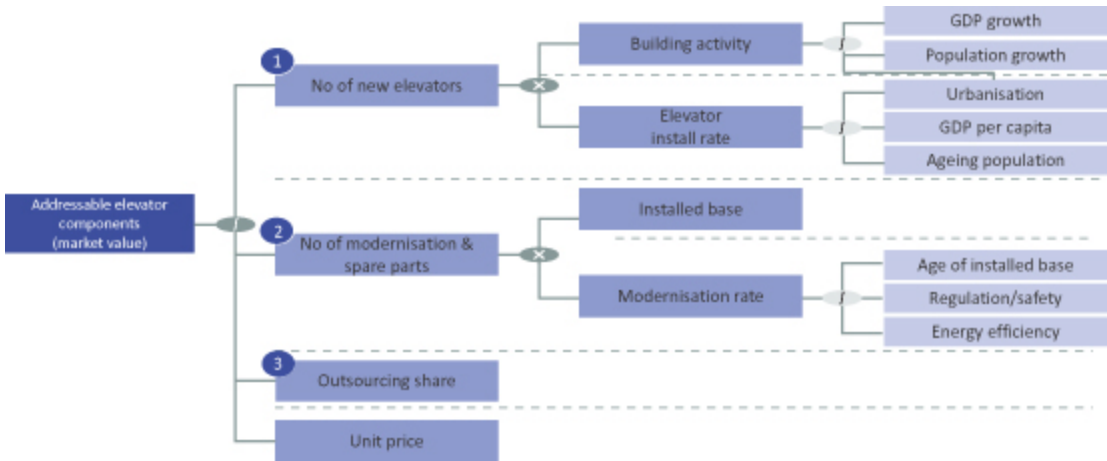 GDP growth
Building activity
ʃ
Population growth
1
No of new elevators
×
Urbanisation
Elevator
install rate
ʃ
GDP per capita
Ageing population
Addressable elevator
components
(market value)
ʃ
Installed base
2
No of modernisation &
spare parts
×
Age of installed base
Modernisation rate
ʃ
Regulation/safety
Energy efficiency
3
Outsourcing share
Unit price